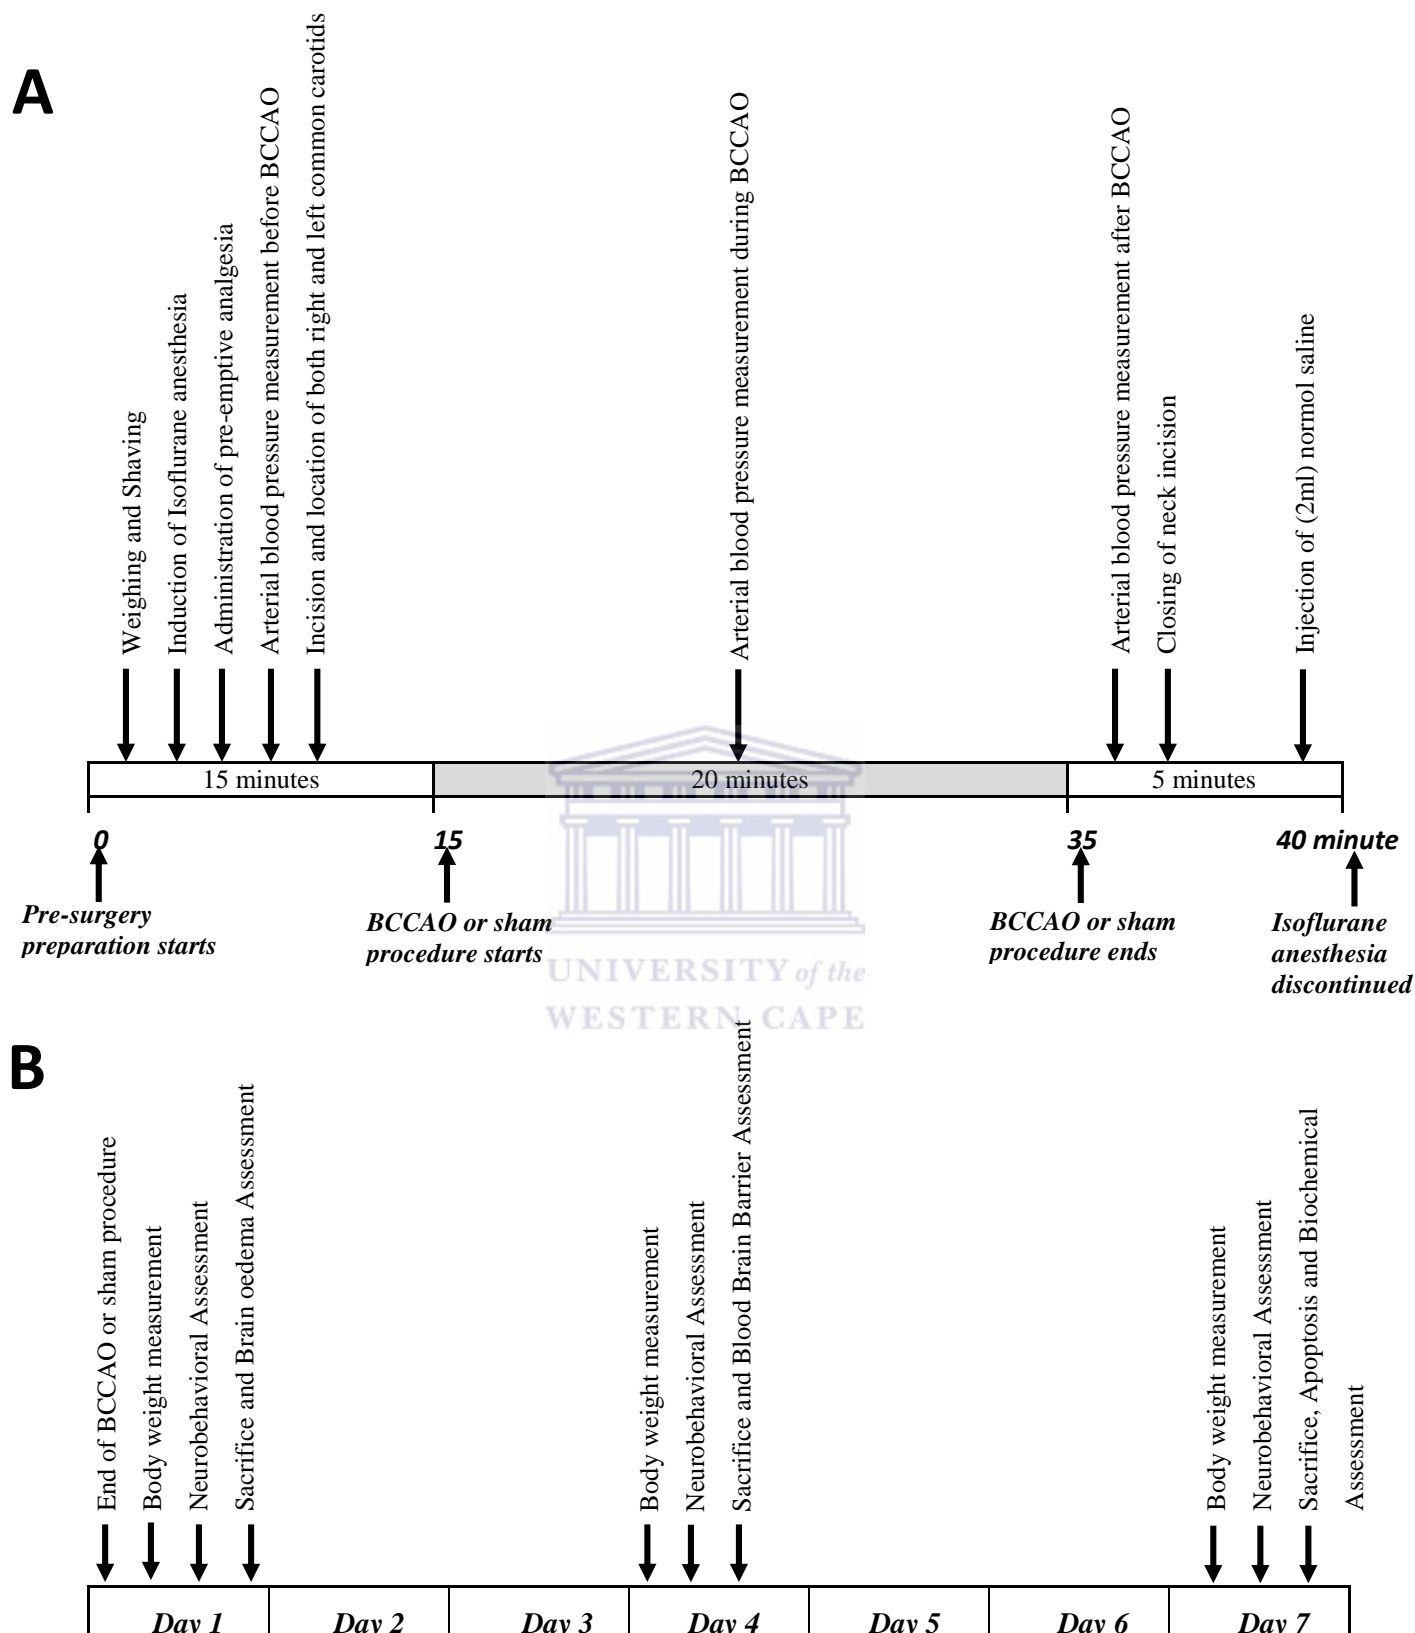 A
Weighing and Shaving
Induction of Isoflurane anesthesia
Administration of pre-emptive analgesia
Arterial blood pressure measurement before BCCAO
Incision and location of both right and left common carotids
Arterial blood pressure measurement during BCCAO
Arterial blood pressure measurement after BCCAO
Closing of neck incision
Injection of (2ml) normol saline
15 minutes
20 minutes
5 minutes
0
15
35
40 minute
Pre-surgery
preparation starts
BCCAO or sham
procedure starts
BCCAO or sham
procedure ends
Isoflurane
anesthesia
discontinued
UNIVERSITY of the
WESTERN CAPE
B
End of BCCAO or sham procedure
Body weight measurement
Neurobehavioral Assessment
Sacrifice and Brain oedema Assessment
Body weight measurement
Neurobehavioral Assessment
Sacrifice and Blood Brain Barrier Assessment
Body weight measurement
Neurobehavioral Assessment
Sacrifice, Apoptosis and Biochemical
Assessment
Day 1
Day 2
Day 3
Day 4
Day 5
Day 6
Day 7